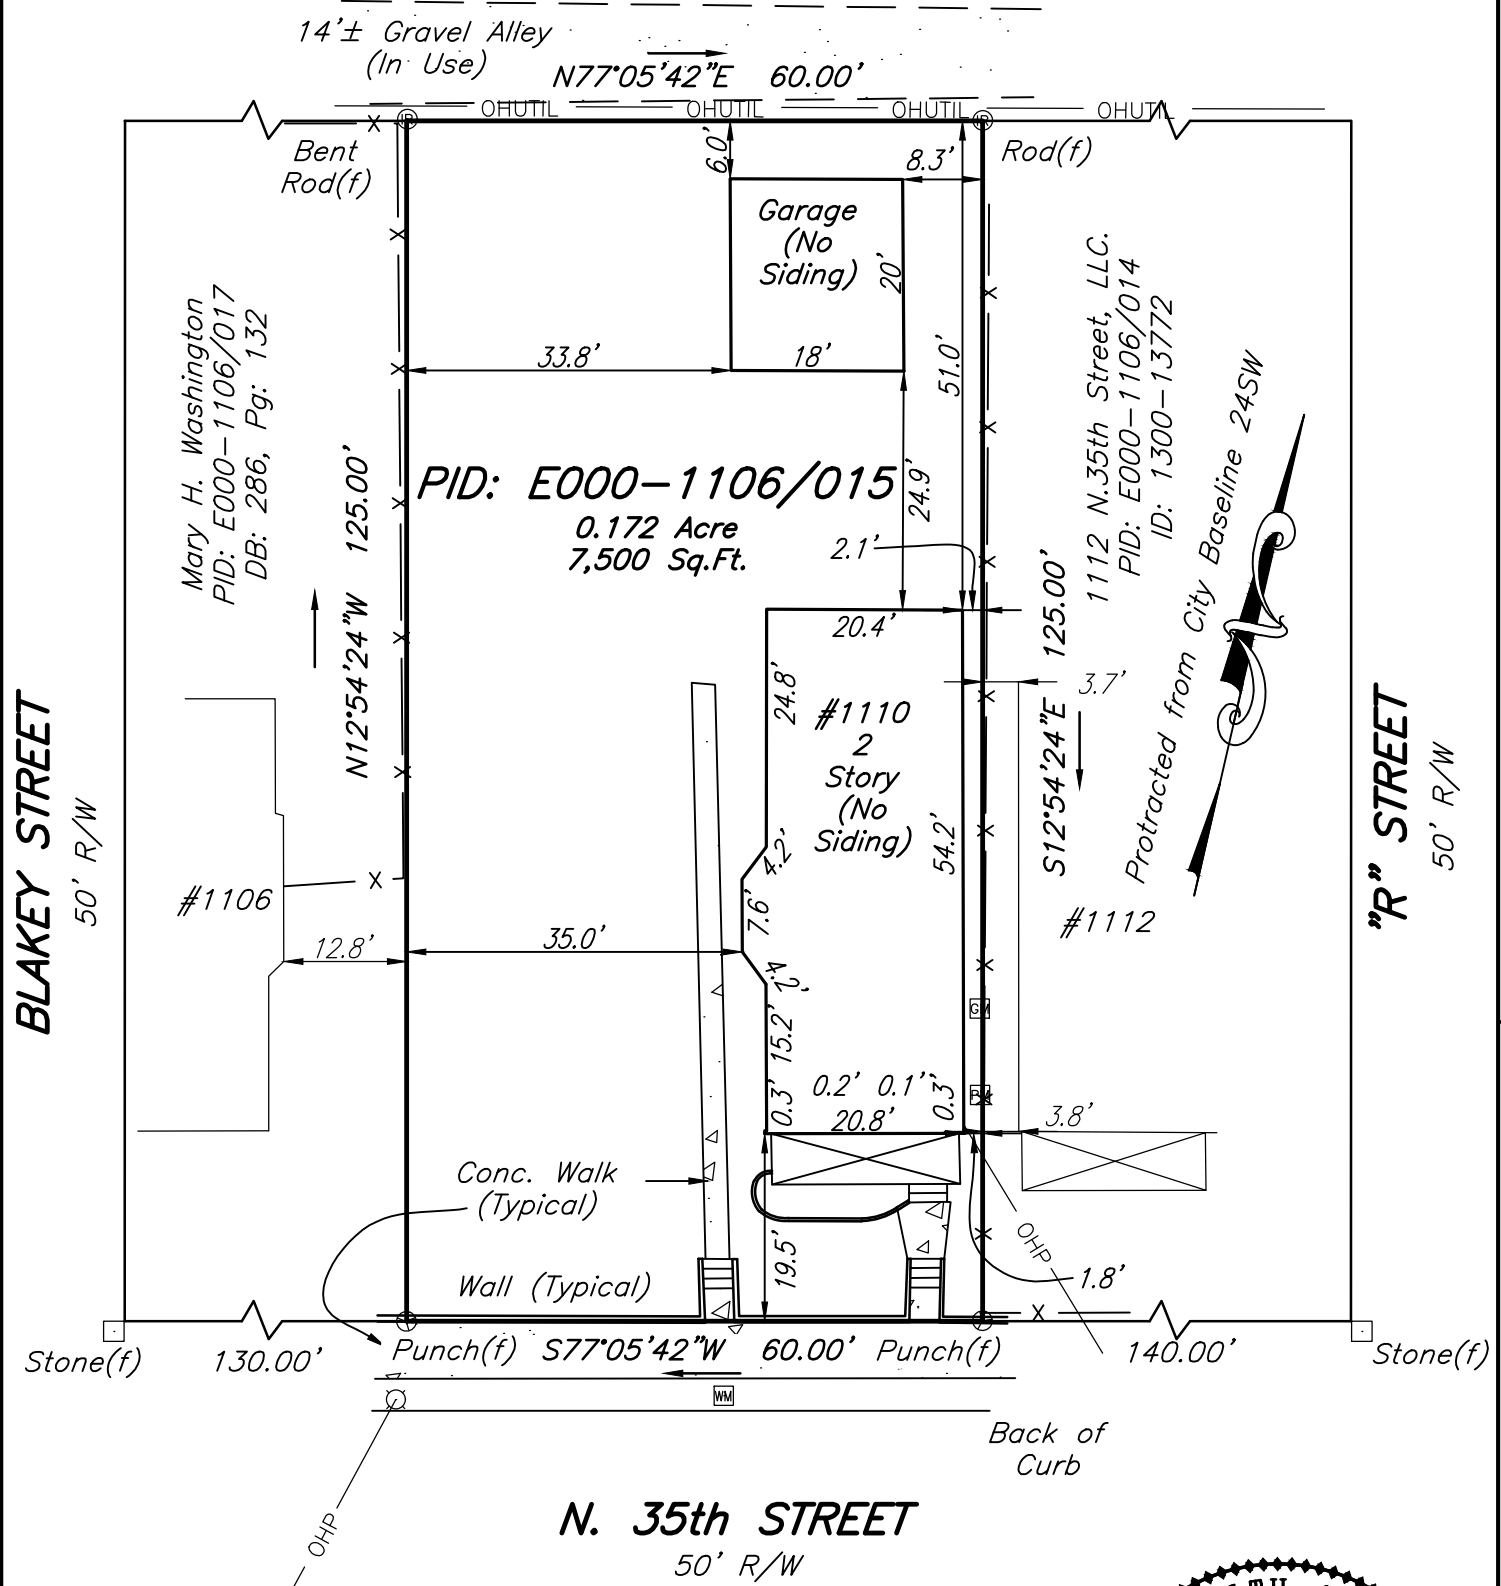 14'± Gravel Alley
(In Use)
N77°05'42"E 60.00'
OHUTIL OHUTIL OHUTIL OHUTIL
Bent
Rod(f)
Rod(f)
6.0'
8.3'
Garage
(No
Siding)
20'
18'
33.8'
51.0'
24.9'
2.1'
Mary H. Washington
PID: E000-1106/017
DB: 286, Pg: 132
N12°54'24"W 125.00'
PID: E000-1106/015
0.172 Acre
7,500 Sq.Ft.
1112 N.35th Street, LLC.
PID: E000-1106/014
ID: 1300-13772
S12°54'24"E 125.00'
Protracted from City Baseline 24SW
BLAKEY STREET
50' R/W
"R" STREET
50' R/W
20.4'
24.8'
#1110
2
Story
(No
Siding)
54.2'
4.2'
7.6'
2.4'
15.2'
0.3'
0.2' 0.1'
0.3'
20.8'
3.7'
#1106
12.8'
35.0'
#1112
GM
3.8'
Conc. Walk
(Typical)
Wall (Typical)
19.5'
OHP
1.8'
Stone(f)
130.00'
Punch(f)
S77°05'42"W 60.00'
Punch(f)
140.00'
Stone(f)
WM
Back of
Curb
OHP
N. 35th STREET
50' R/W